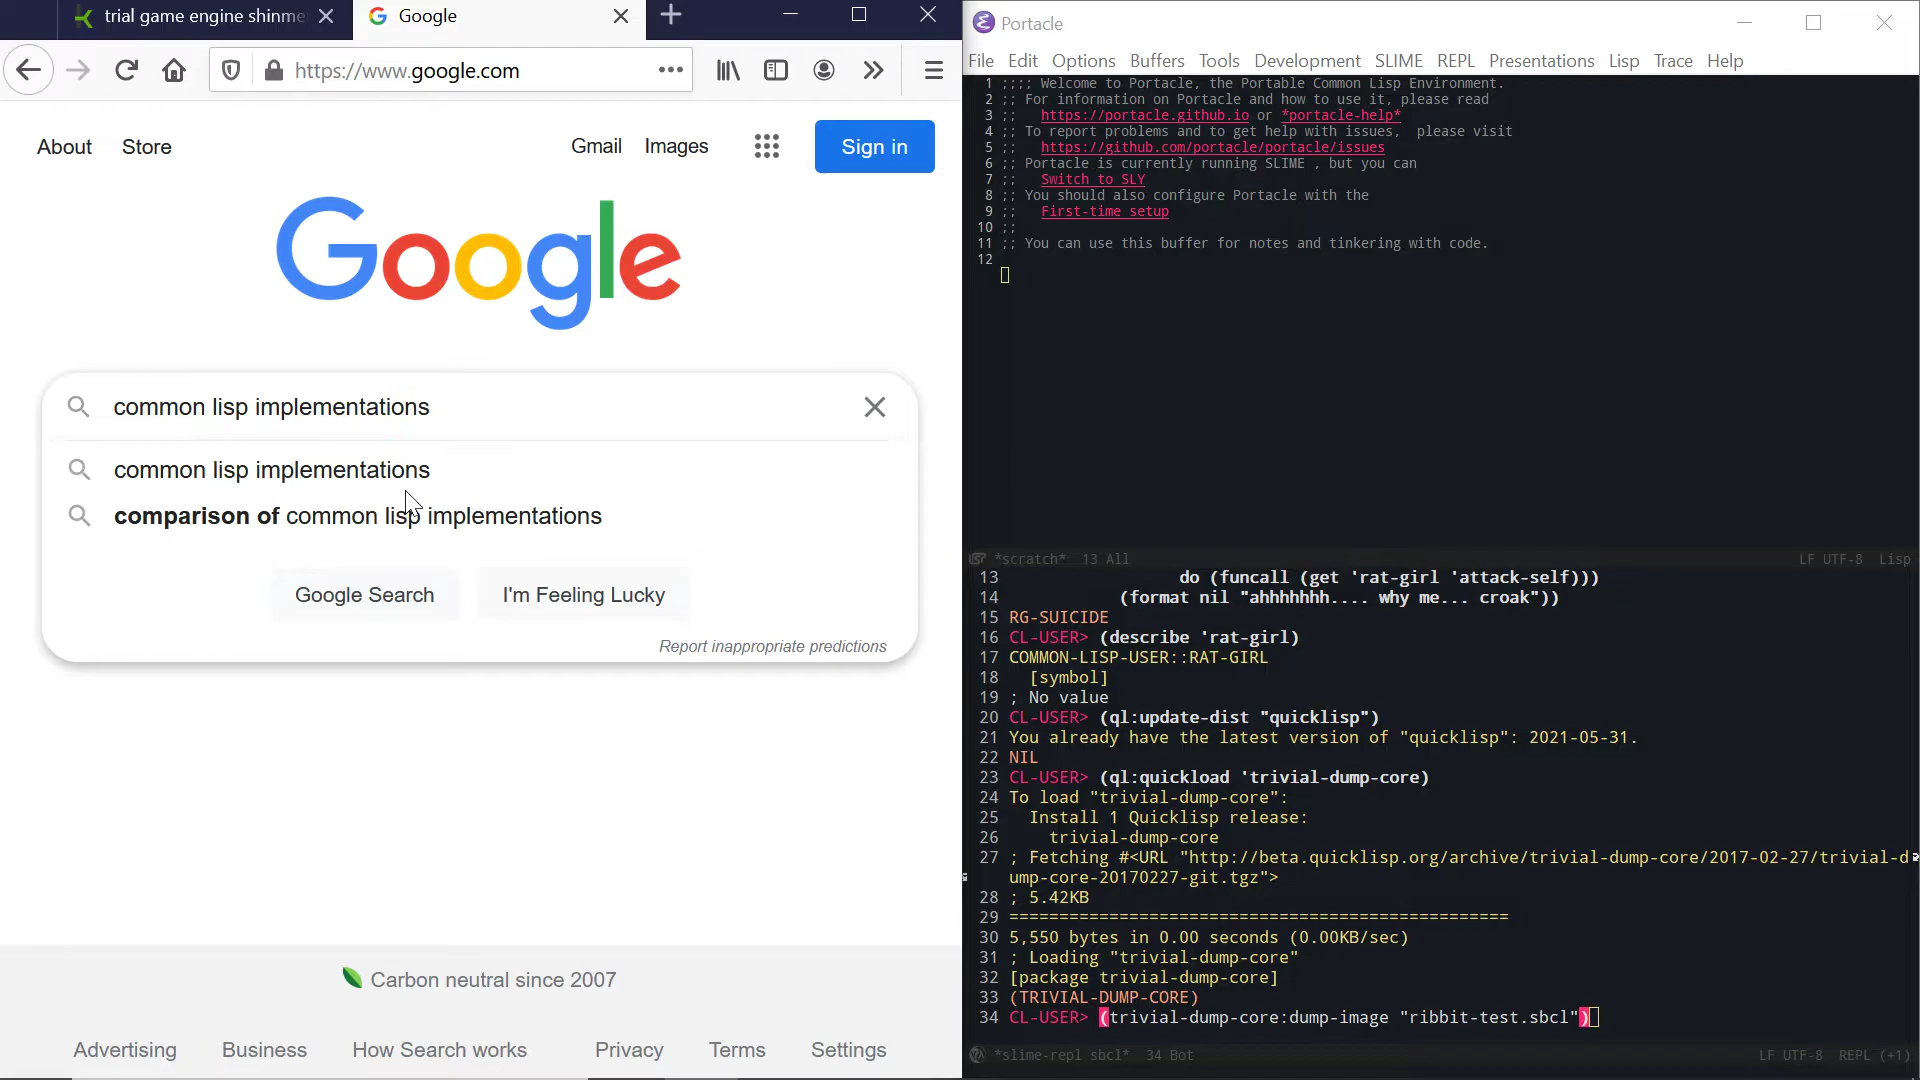 trial game engine shinme
Google
https://www.google.com
About Store Gmail Images Sign in
Google
common lisp implementations
common lisp implementations
comparison of common lisp implementations
Google Search I'm Feeling Lucky
Report inappropriate predictions
Carbon neutral since 2007
Advertising Business How Search works Privacy Terms Settings
Portacle
File Edit Options Buffers Tools Development SLIME REPL Presentations Lisp Trace Help
1 ;;;; Welcome to Portacle, the Portable Common Lisp Environment.
2 ;; For information on Portacle and how to use it, please read
3 ;; https://portacle.github.io or *portacle-help*
4 ;; To report problems and to get help with issues, please visit
5 ;; https://github.com/portacle/portacle/issues
6 ;; Portacle is currently running SLIME , but you can
7 ;; Switch to SLY
8 ;; You should also configure Portacle with the
9 ;; First-time setup
10 ;;
11 ;; You can use this buffer for notes and tinkering with code.
12
*scratch* 13 All LF UTF-8 Lisp
13 do (funcall (get 'rat-girl 'attack-self)))
14 (format nil "ahhhhhhh.... why me... croak"))
15 RG-SUICIDE
16 CL-USER> (describe 'rat-girl)
17 COMMON-LISP-USER::RAT-GIRL
18 [symbol]
19 ; No value
20 CL-USER> (ql:update-dist "quicklisp")
21 You already have the latest version of "quicklisp": 2021-05-31.
22 NIL
23 CL-USER> (ql:quickload 'trivial-dump-core)
24 To load "trivial-dump-core":
25 Install 1 Quicklisp release:
26 trivial-dump-core
27 ; Fetching #<URL "http://beta.quicklisp.org/archive/trivial-dump-core/2017-02-27/trivial-d
ump-core-20170227-git.tgz">
28 ; 5.42KB
29 ==================================================
30 5,550 bytes in 0.00 seconds (0.00KB/sec)
31 ; Loading "trivial-dump-core"
32 [package trivial-dump-core]
33 (TRIVIAL-DUMP-CORE)
34 CL-USER> (trivial-dump-core:dump-image "ribbit-test.sbcl")
*slime-repl sbcl* 34 Bot LF UTF-8 REPL (+1)